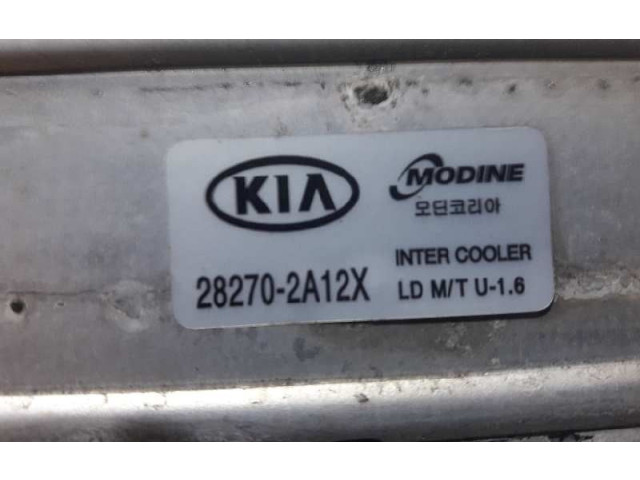 KIA
MODINE
모딘코리아
INTER COOLER
28270-2A12X
LD M/T U-1.6